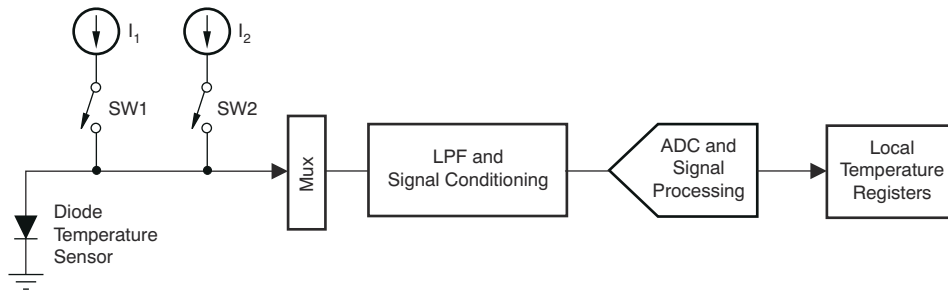 I1
I2
SW1
SW2
Mux
LPF and
Signal Conditioning
ADC and
Signal
Processing
Local
Temperature
Registers
Diode
Temperature
Sensor